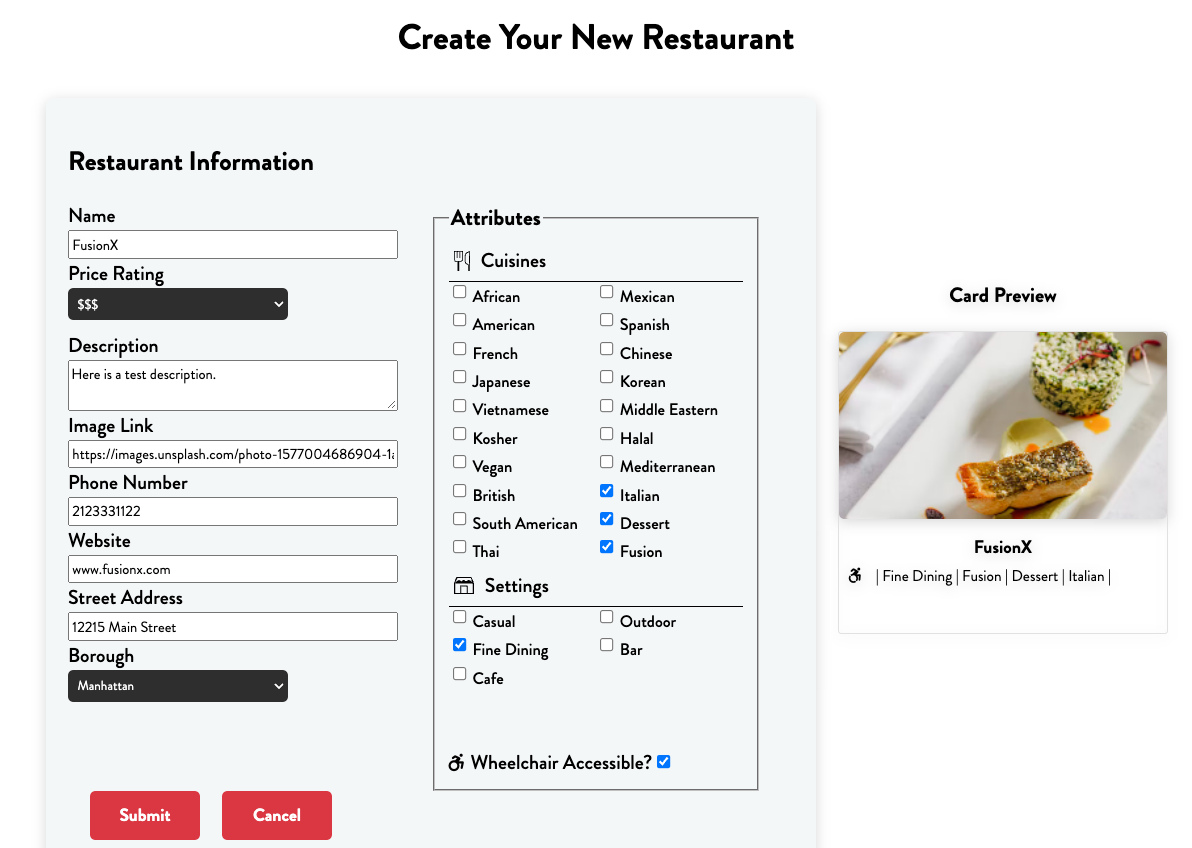 Create Your New Restaurant
Restaurant Information
Name
FusionX
Price Rating
$$$
Description
Here is a test description.
Image Link
https://images.unsplash.com/photo-1577004686904-1
Phone Number
2123331122
Website
www.fusionx.com
Street Address
12215 Main Street
Borough
Manhattan
Submit Cancel
Attributes
Cuisines
African Mexican
American Spanish
French Chinese
Japanese Korean
Vietnamese Middle Eastern
Kosher Halal
Vegan Mediterranean
British Italian
South American Dessert
Thai Fusion
Settings
Casual Outdoor
Fine Dining Bar
Cafe
Wheelchair Accessible?
Card Preview
FusionX
| Fine Dining | Fusion | Dessert | Italian |